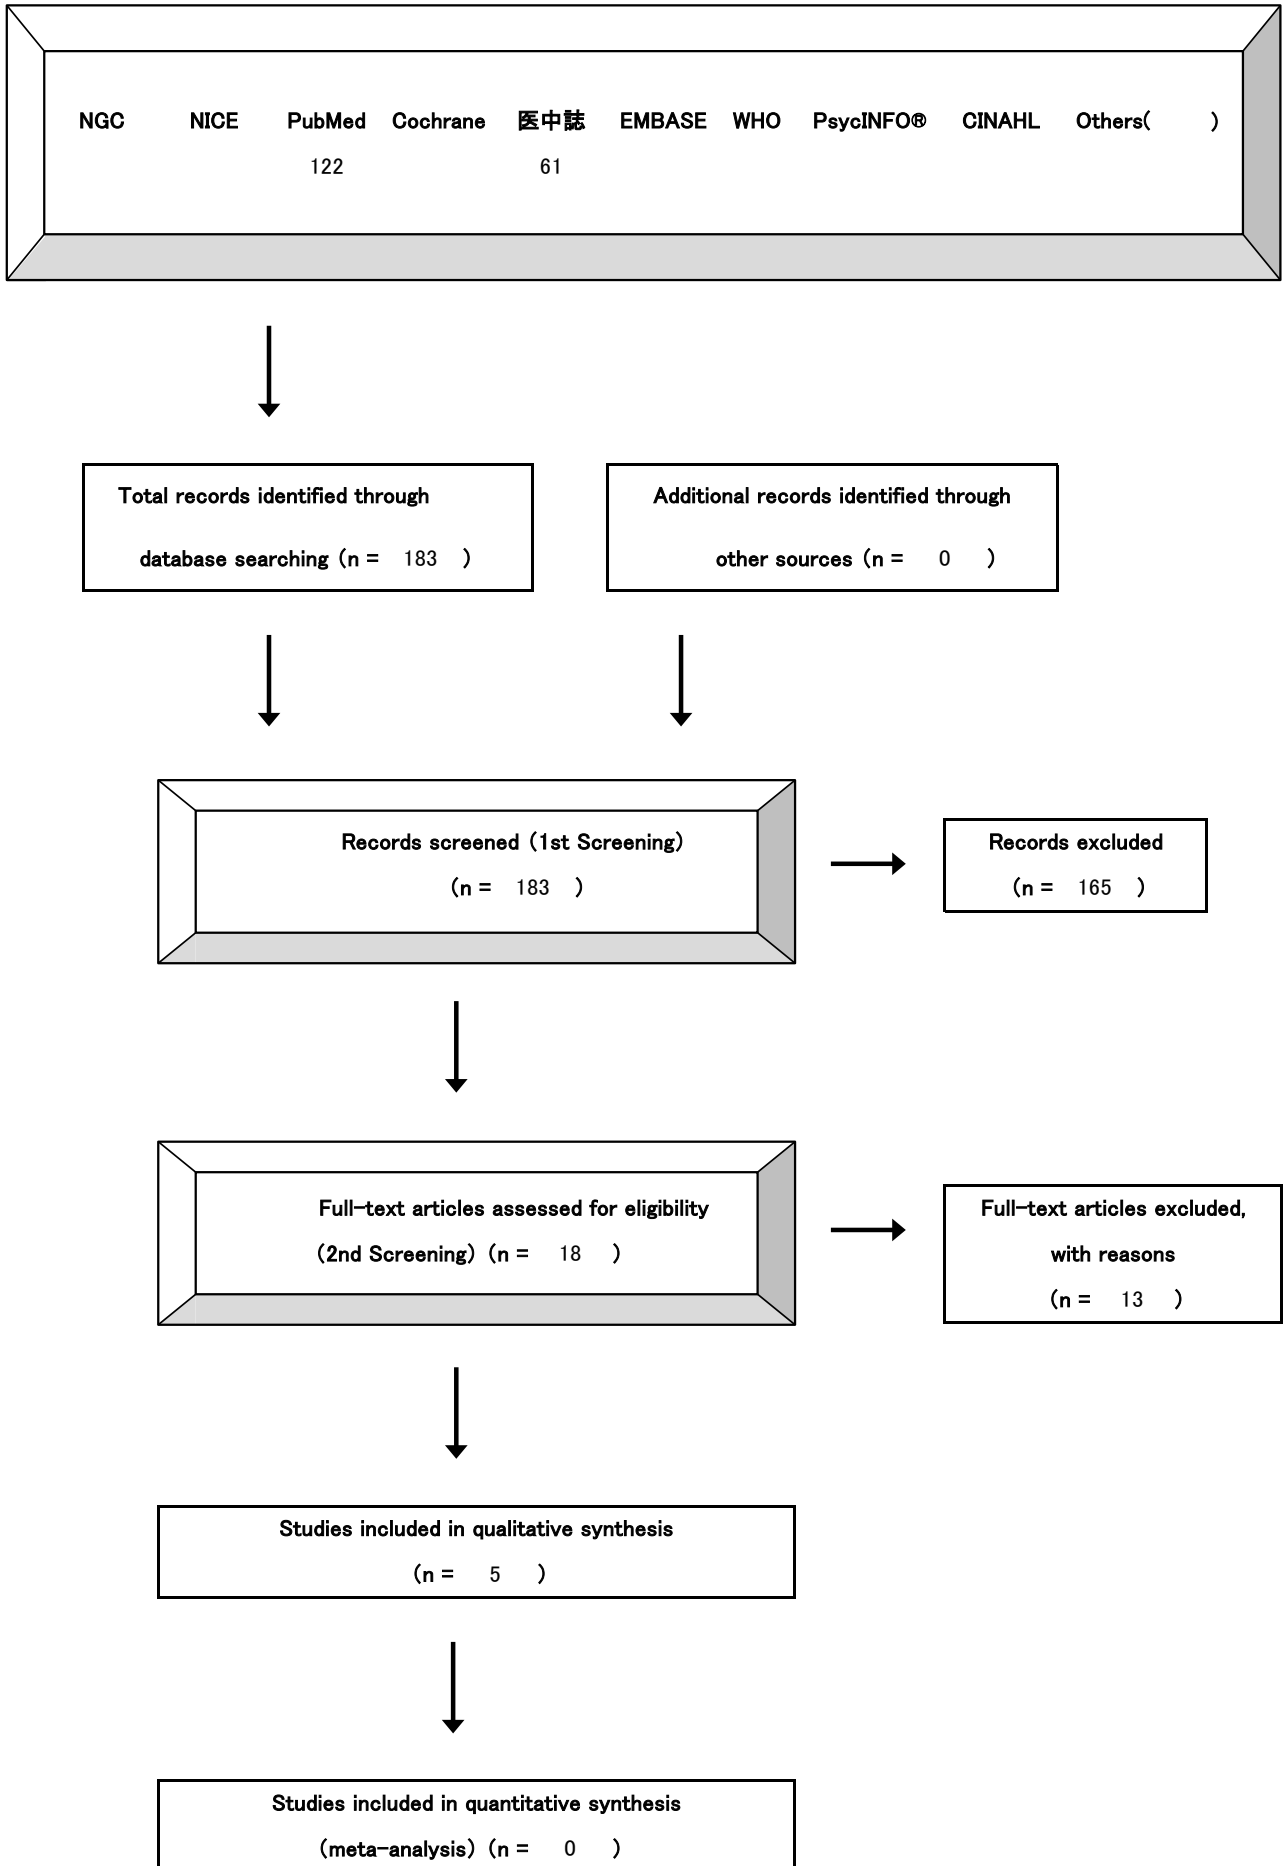 NGC NICE PubMed Cochrane 医中誌 EMBASE WHO PsycINFO® CINAHL Others( )
122 61
Total records identified through
database searching (n = 183 )
Additional records identified through
other sources (n = 0 )
Records screened (1st Screening)
(n = 183 )
Records excluded
(n = 165 )
Full-text articles assessed for eligibility
(2nd Screening) (n = 18 )
Full-text articles excluded,
with reasons
(n = 13 )
Studies included in qualitative synthesis
(n = 5 )
Studies included in quantitative synthesis
(meta-analysis) (n = 0 )